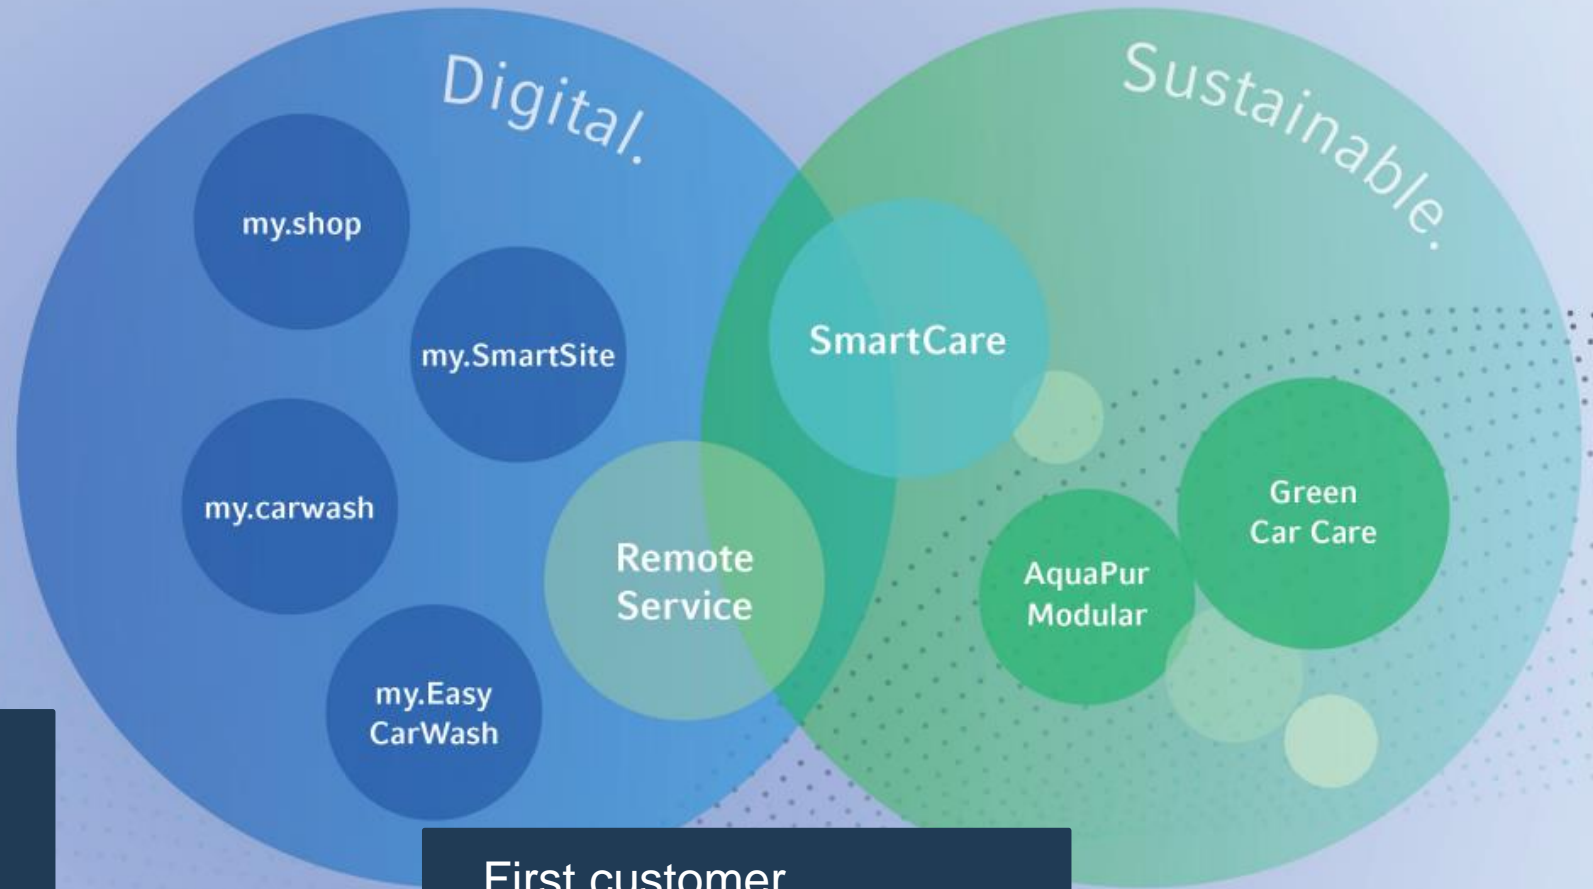 Digital.
Sustainable.
my.shop
my.SmartSite
SmartCare
my.carwash
Green
Car Care
Remote
Service
AquaPur
Modular
my.Easy
CarWash
First customer